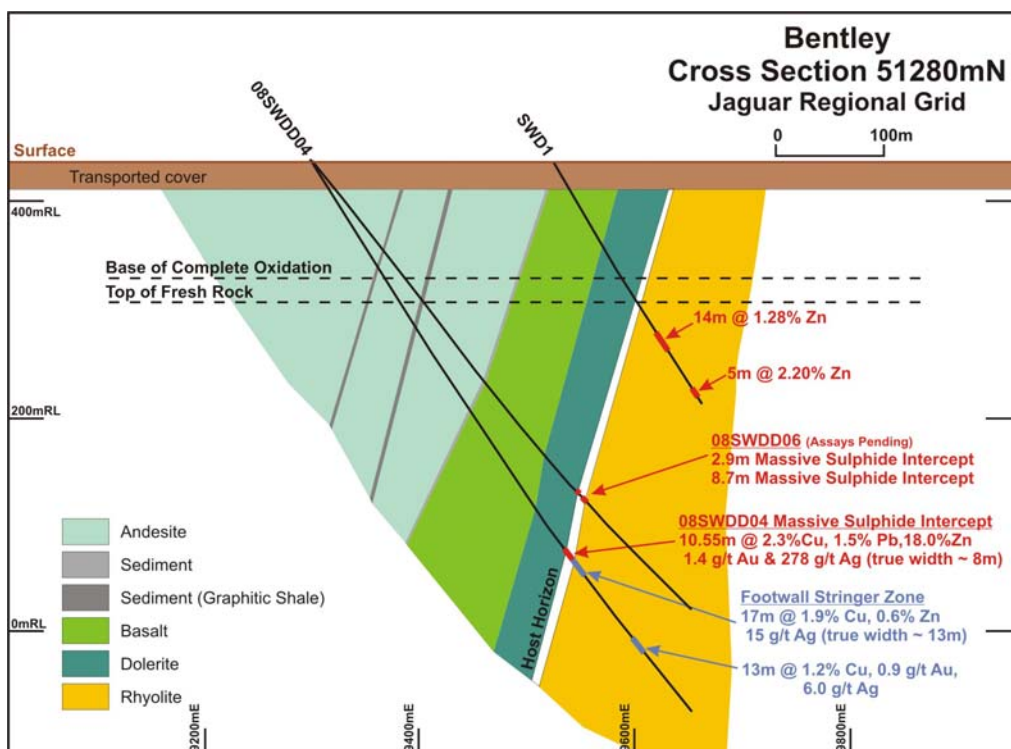 Bentley
Cross Section 51280mN
Jaguar Regional Grid
0 100m
08SWDD04
SWD1
Surface
Transported cover
400mRL
Base of Complete Oxidation
Top of Fresh Rock
14m @ 1.28% Zn
5m @ 2.20% Zn
200mRL
08SWDD06 (Assays Pending)
2.9m Massive Sulphide Intercept
8.7m Massive Sulphide Intercept
08SWDD04 Massive Sulphide Intercept
10.55m @ 2.3%Cu, 1.5% Pb,18.0%Zn
1.4 g/t Au & 278 g/t Ag (true width ~ 8m)
Footwall Stringer Zone
17m @ 1.9% Cu, 0.6% Zn
15 g/t Ag (true width ~ 13m)
13m @ 1.2% Cu, 0.9 g/t Au,
6.0 g/t Ag
Host Horizon
Andesite
Sediment
Sediment (Graphitic Shale)
Basalt
Dolerite
Rhyolite
0mRL
9200mE
9400mE
9600mE
9800mE